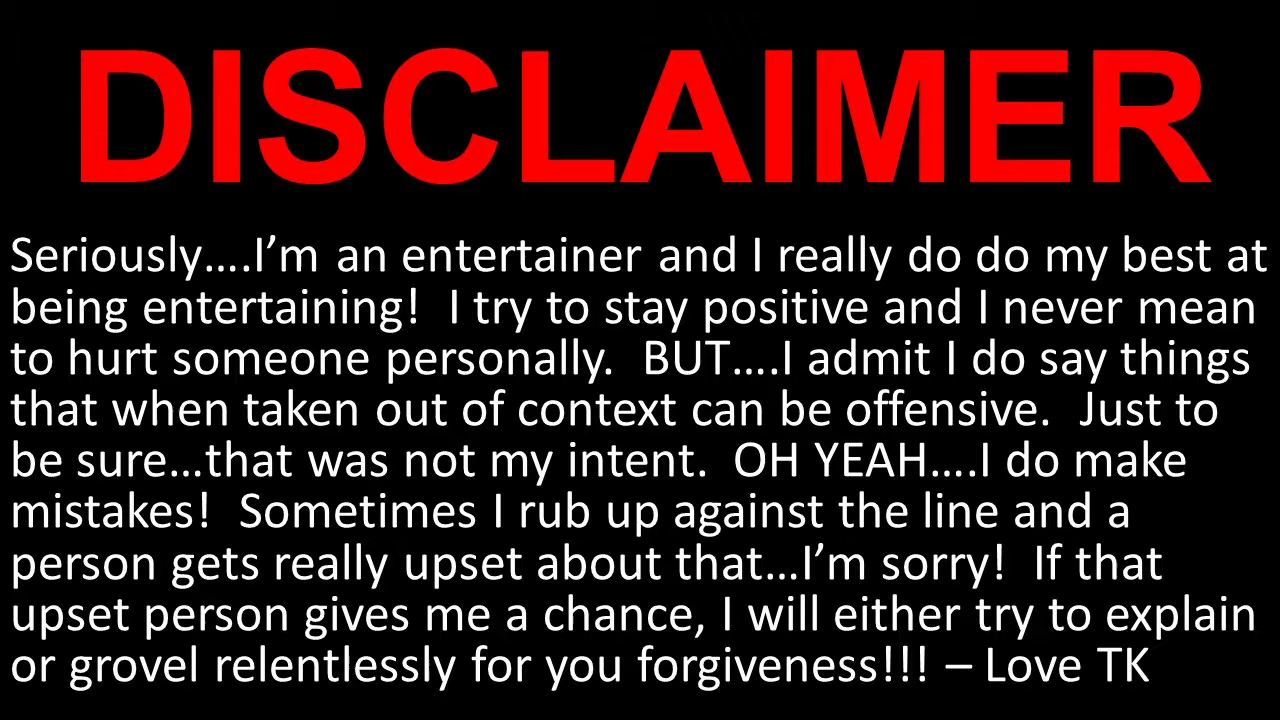 DISCLAIMER
Seriously….I’m an entertainer and I really do do my best at
being entertaining!  I try to stay positive and I never mean
to hurt someone personally.  BUT….I admit I do say things
that when taken out of context can be offensive.  Just to
be sure…that was not my intent.  OH YEAH….I do make
mistakes!  Sometimes I rub up against the line and a
person gets really upset about that…I’m sorry!  If that
upset person gives me a chance, I will either try to explain
or grovel relentlessly for you forgiveness!!! – Love TK